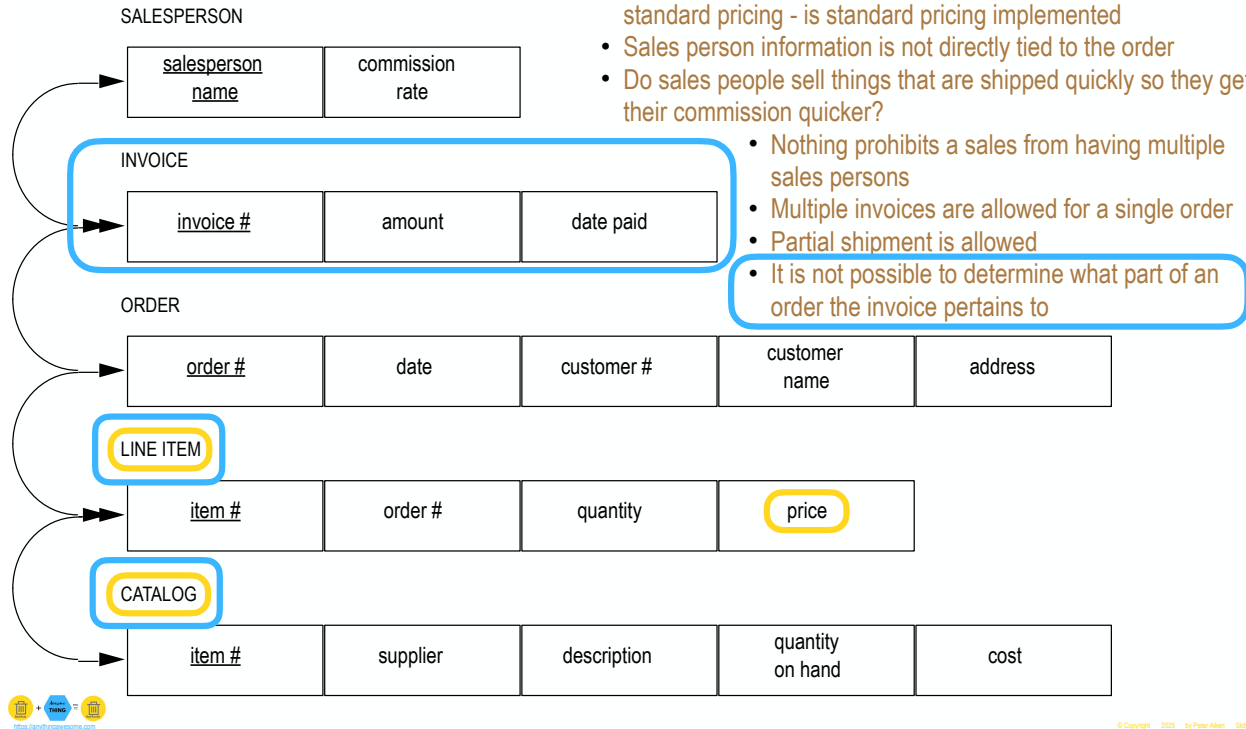 SALESPERSON
salesperson
name
commission
rate
standard pricing - is standard pricing implemented
• Sales person information is not directly tied to the order
• Do sales people sell things that are shipped quickly so they get
their commission quicker?
• Nothing prohibits a sales from having multiple
sales persons
• Multiple invoices are allowed for a single order
• Partial shipment is allowed
• It is not possible to determine what part of an
order the invoice pertains to
INVOICE
invoice #
amount
date paid
ORDER
order #
date
customer #
customer
name
address
LINE ITEM
item #
order #
quantity
price
CATALOG
item #
supplier
description
quantity
on hand
cost
+
THING
=
https://anythingawesome.com
© Copyright 2025 by Peter Aiken